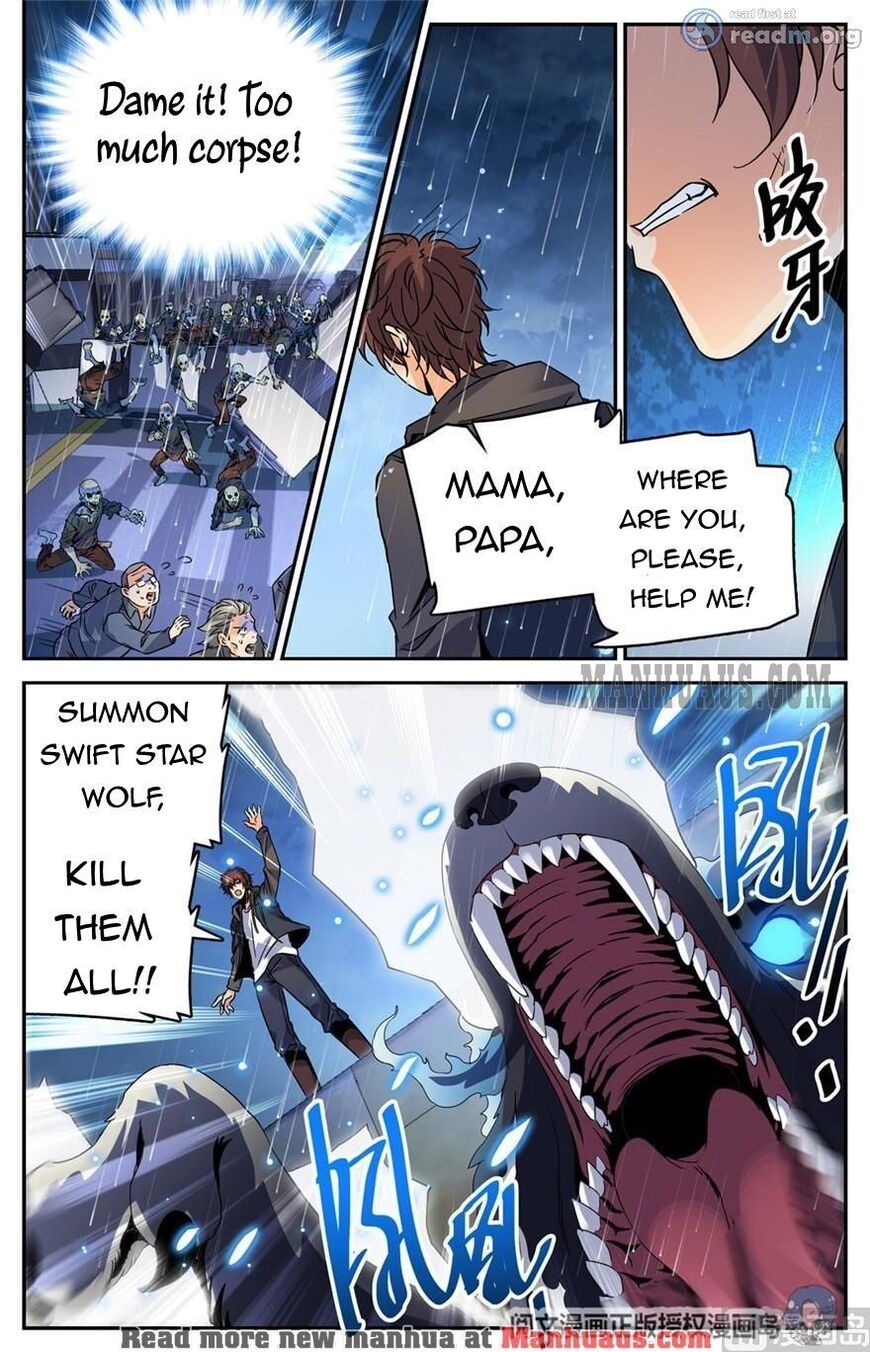 read first at
readm.org
Dame it! Too
much corpse!
咬
牙
MAMA,
PAPA,
WHERE
ARE YOU,
PLEASE,
HELP ME!
MANHUAUS.COM
SUMMON
SWIFT STAR
WOLF,
KILL
THEM
ALL!!
阅文漫画正版授权漫画岛
Read more new manhua at Manhuaus.com